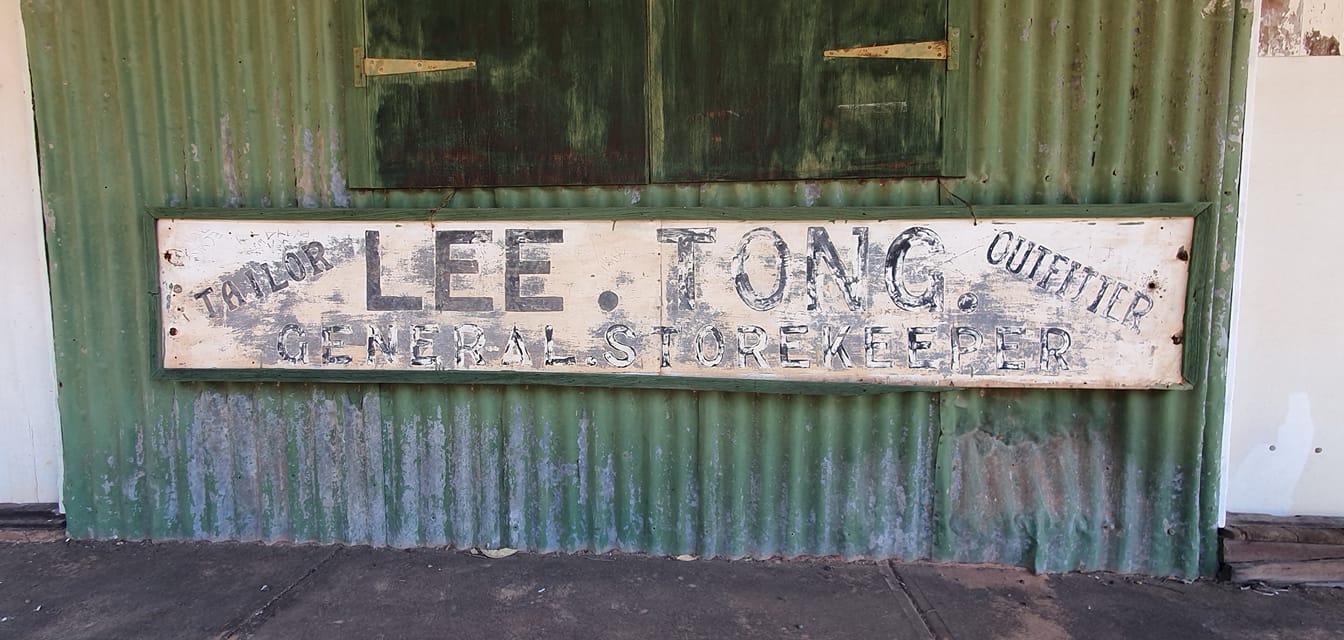 TAILOR LEE . TONG. OUTFITTER
GENERAL.STOREKEEPER